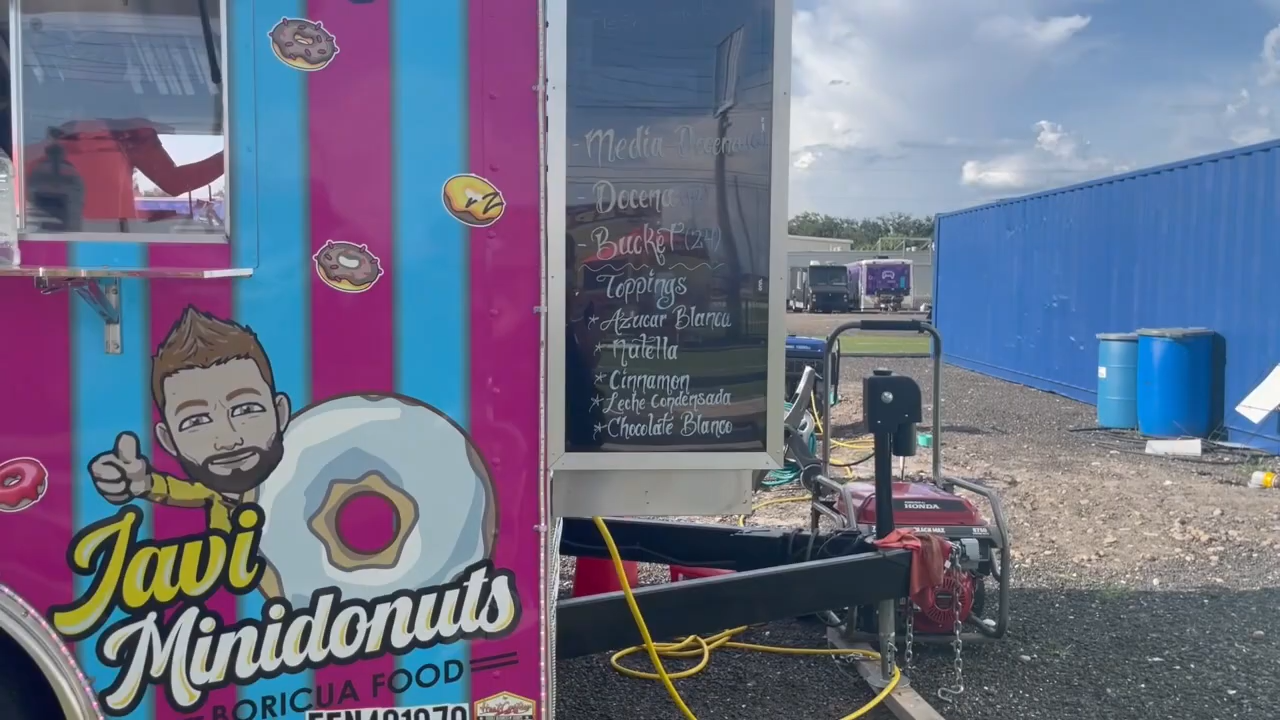 - Media Docena
Docena
- Bucket (24)
Toppings
* Azucar Blanca
* Nutella
* Cinnamon
* Leche Condensada
* Chocolate Blanco
Javi
Minidonuts
BORICUA FOOD
HONDA